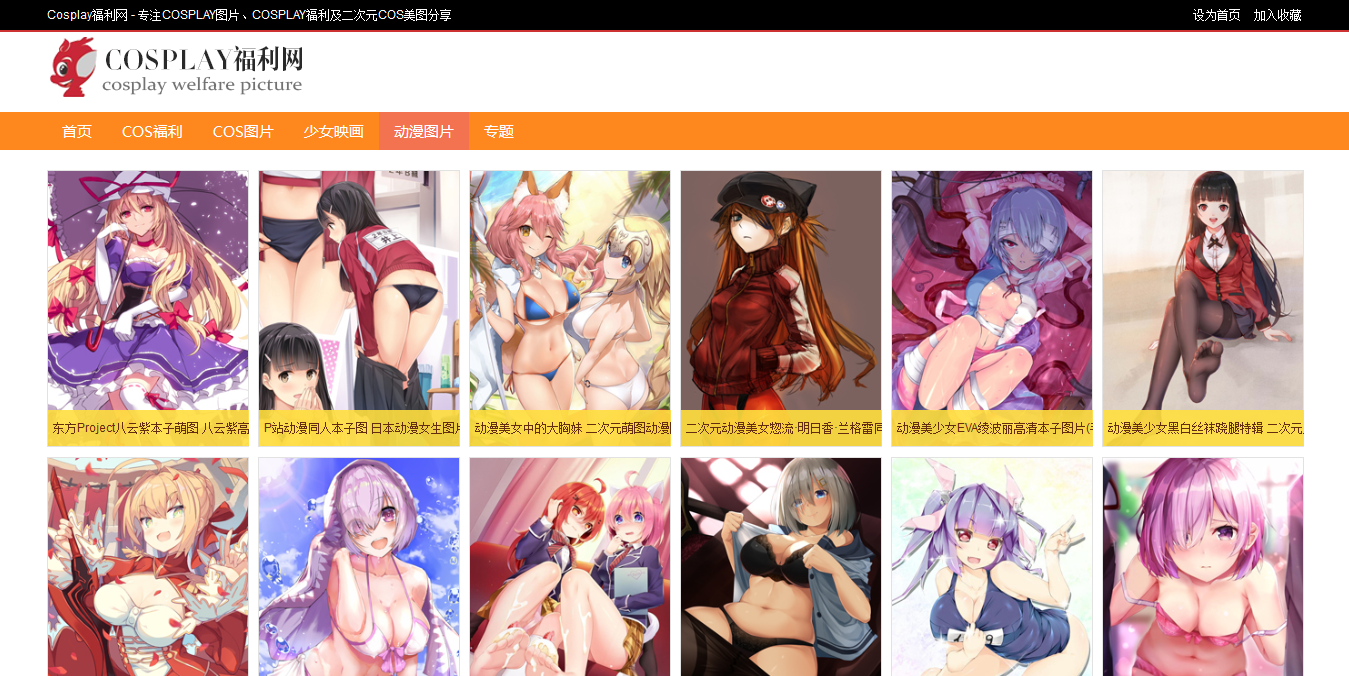 Cosplay福利网 - 专注COSPLAY图片、COSPLAY福利及二次元COS美图分享
设为首页 加入收藏
COSPLAY福利网
cosplay welfare picture
首页 COS福利 COS图片 少女映画 动漫图片 专题
东方Project八云紫本子萌图 八云紫高
P站动漫同人本子图 日本动漫女生图片
动漫美女中的大胸妹 二次元萌图动漫
二次元动漫美女惣流·明日香·兰格雷同
动漫美少女EVA绫波丽高清本子图片(
动漫美少女黑白丝袜跷腿特辑 二次元